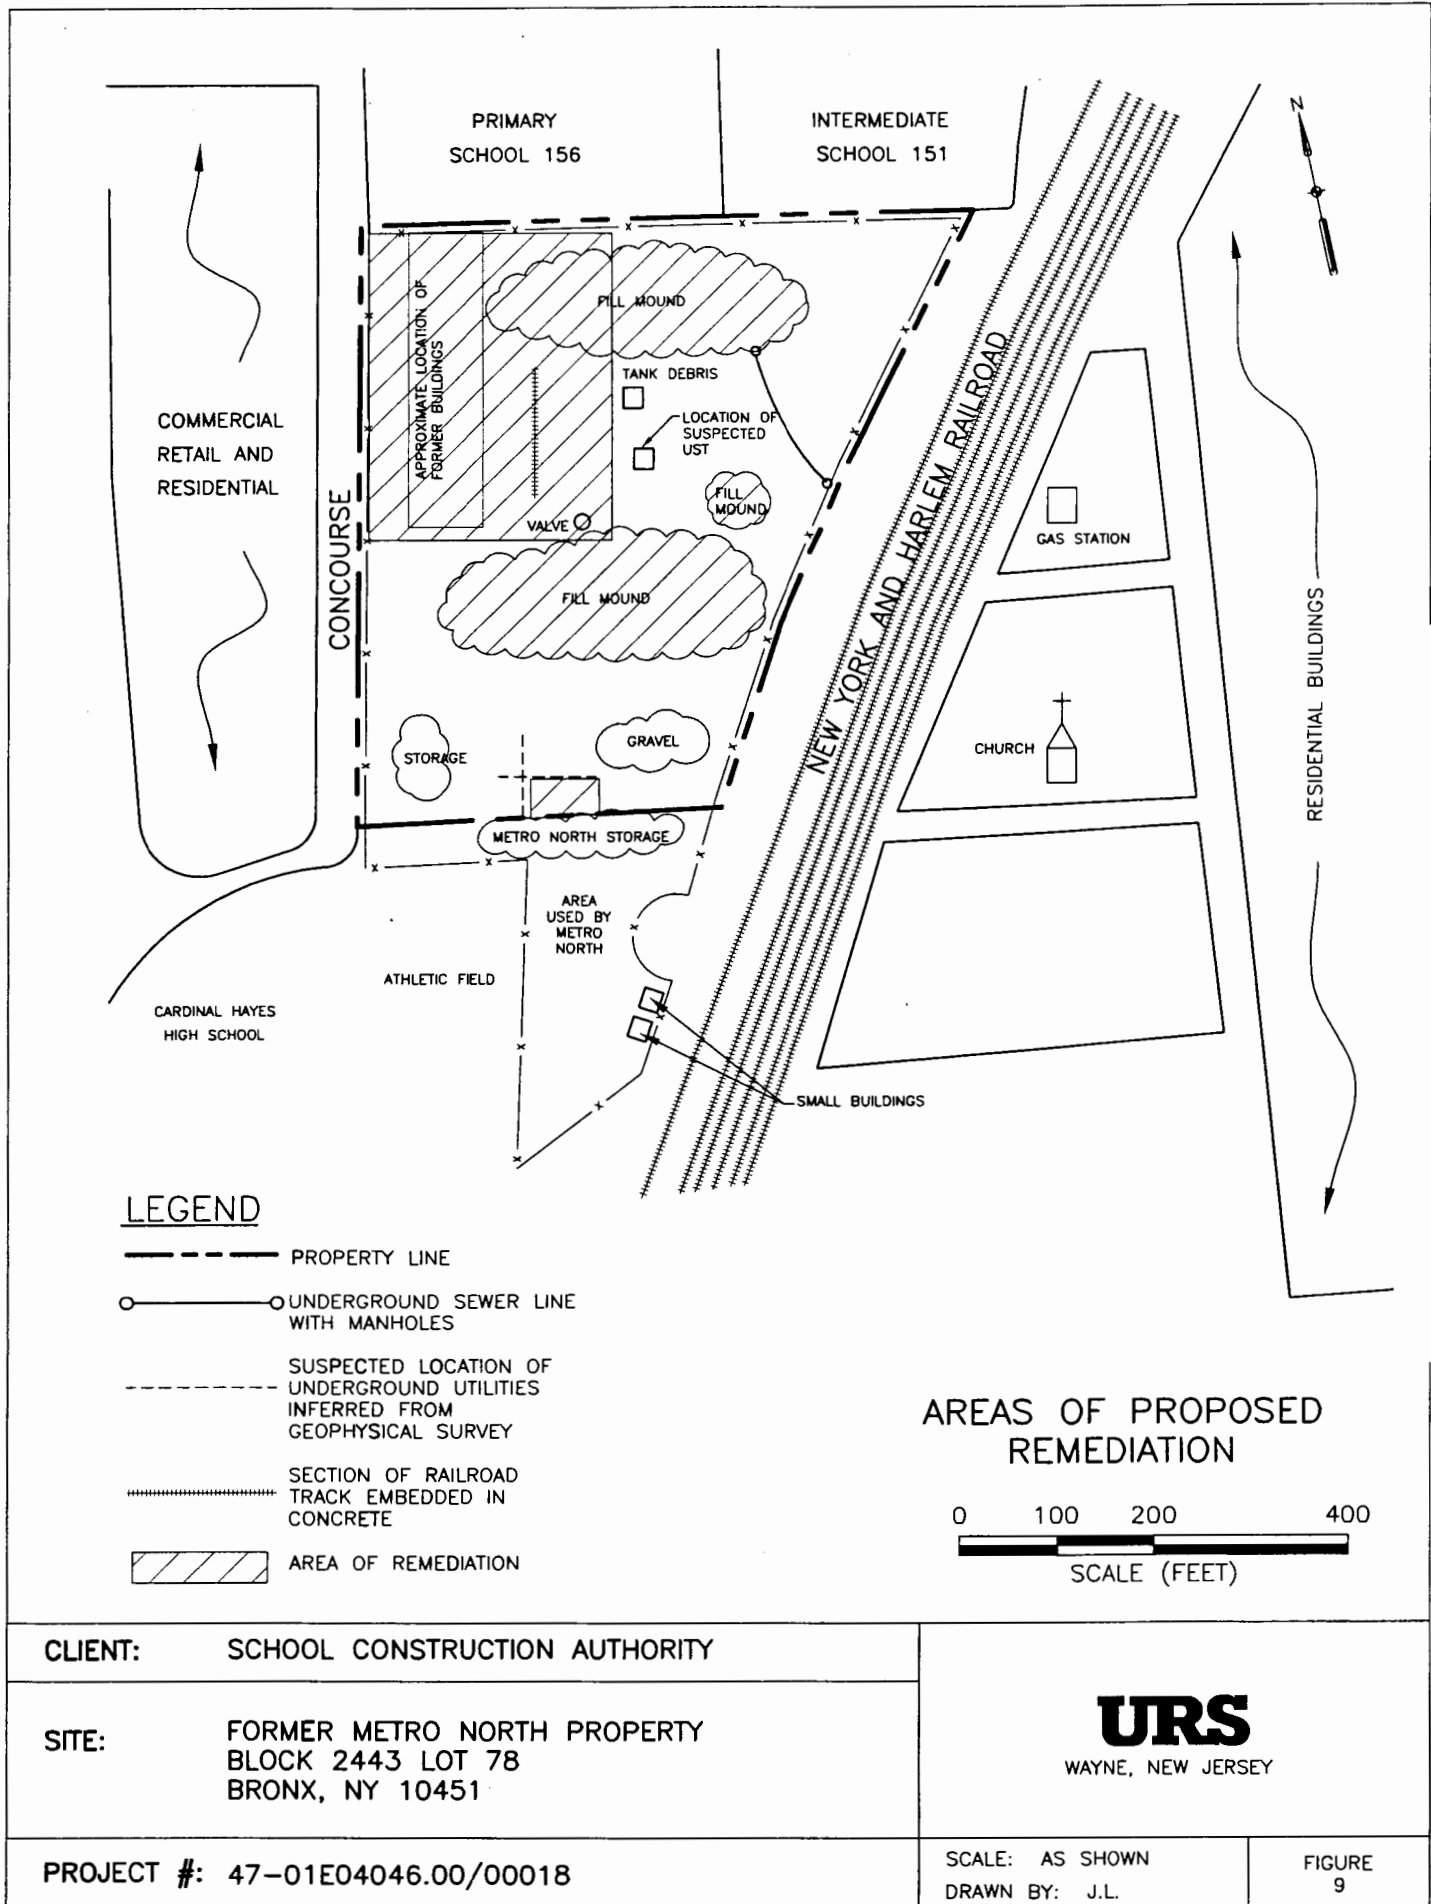 PRIMARY
SCHOOL 156
INTERMEDIATE
SCHOOL 151
N
FILL MOUND
APPROXIMATE LOCATION OF
FORMER BUILDINGS
TANK DEBRIS
LOCATION OF
SUSPECTED
UST
COMMERCIAL
RETAIL AND
RESIDENTIAL
CONCOURSE
FILL
MOUND
VALVE
NEW YORK AND HARLEM RAILROAD
GAS STATION
FILL MOUND
RESIDENTIAL BUILDINGS
STORAGE
GRAVEL
CHURCH
METRO NORTH STORAGE
AREA
USED BY
METRO
NORTH
ATHLETIC FIELD
CARDINAL HAYES
HIGH SCHOOL
SMALL BUILDINGS
LEGEND
PROPERTY LINE
UNDERGROUND SEWER LINE
WITH MANHOLES
SUSPECTED LOCATION OF
UNDERGROUND UTILITIES
INFERRED FROM
GEOPHYSICAL SURVEY
SECTION OF RAILROAD
TRACK EMBEDDED IN
CONCRETE
AREA OF REMEDIATION
AREAS OF PROPOSED
REMEDIATION
0 100 200 400
SCALE (FEET)
CLIENT: SCHOOL CONSTRUCTION AUTHORITY
SITE: FORMER METRO NORTH PROPERTY
BLOCK 2443 LOT 78
BRONX, NY 10451
URS
WAYNE, NEW JERSEY
PROJECT #: 47-01E04046.00/00018
SCALE: AS SHOWN
DRAWN BY: J.L.
FIGURE
9